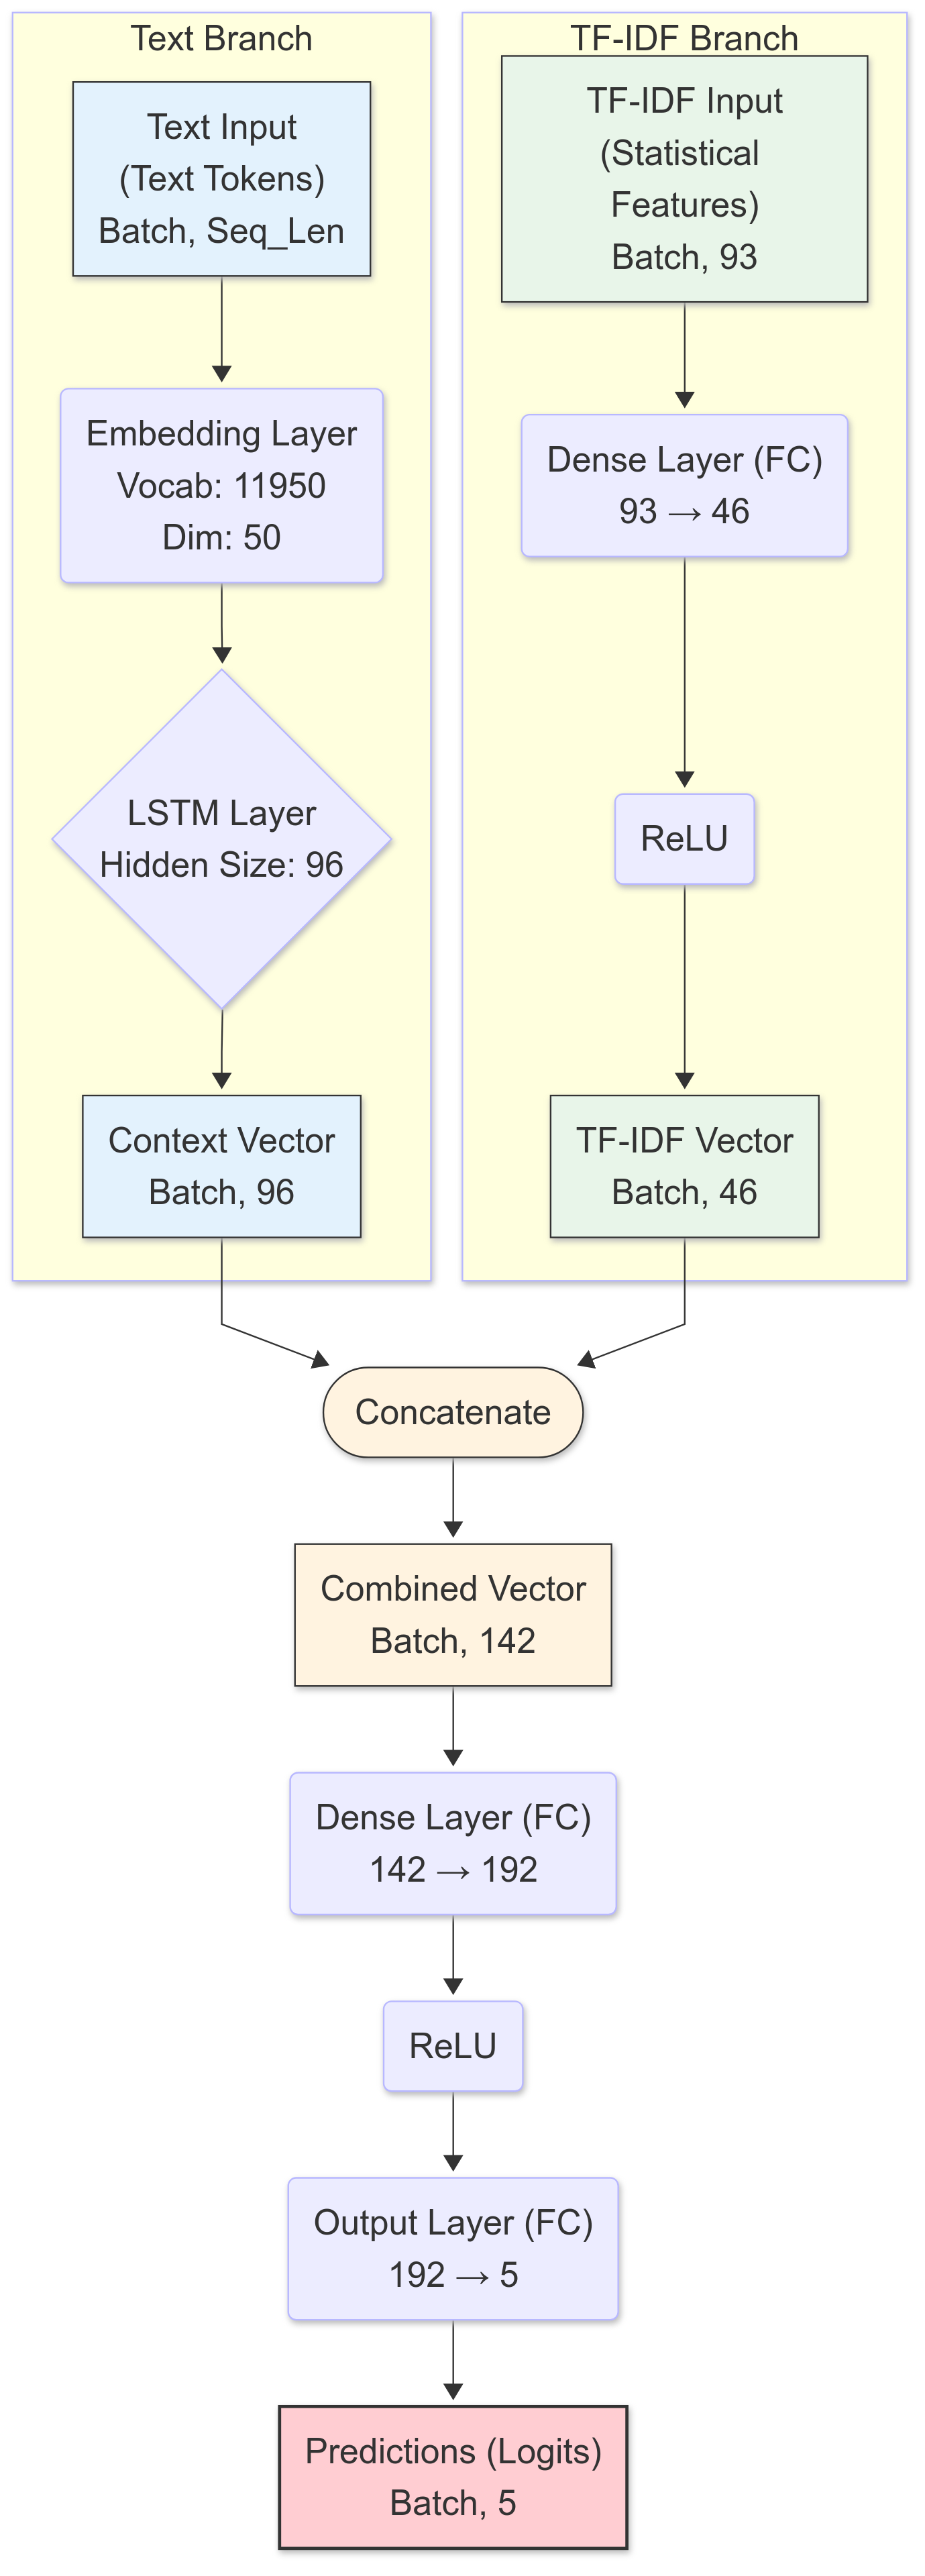 Text Branch
Text Input
(Text Tokens)
Batch, Seq_Len
Embedding Layer
Vocab: 11950
Dim: 50
LSTM Layer
Hidden Size: 96
Context Vector
Batch, 96
TF-IDF Branch
TF-IDF Input
(Statistical
Features)
Batch, 93
Dense Layer (FC)
93 → 46
ReLU
TF-IDF Vector
Batch, 46
Concatenate
Combined Vector
Batch, 142
Dense Layer (FC)
142 → 192
ReLU
Output Layer (FC)
192 → 5
Predictions (Logits)
Batch, 5